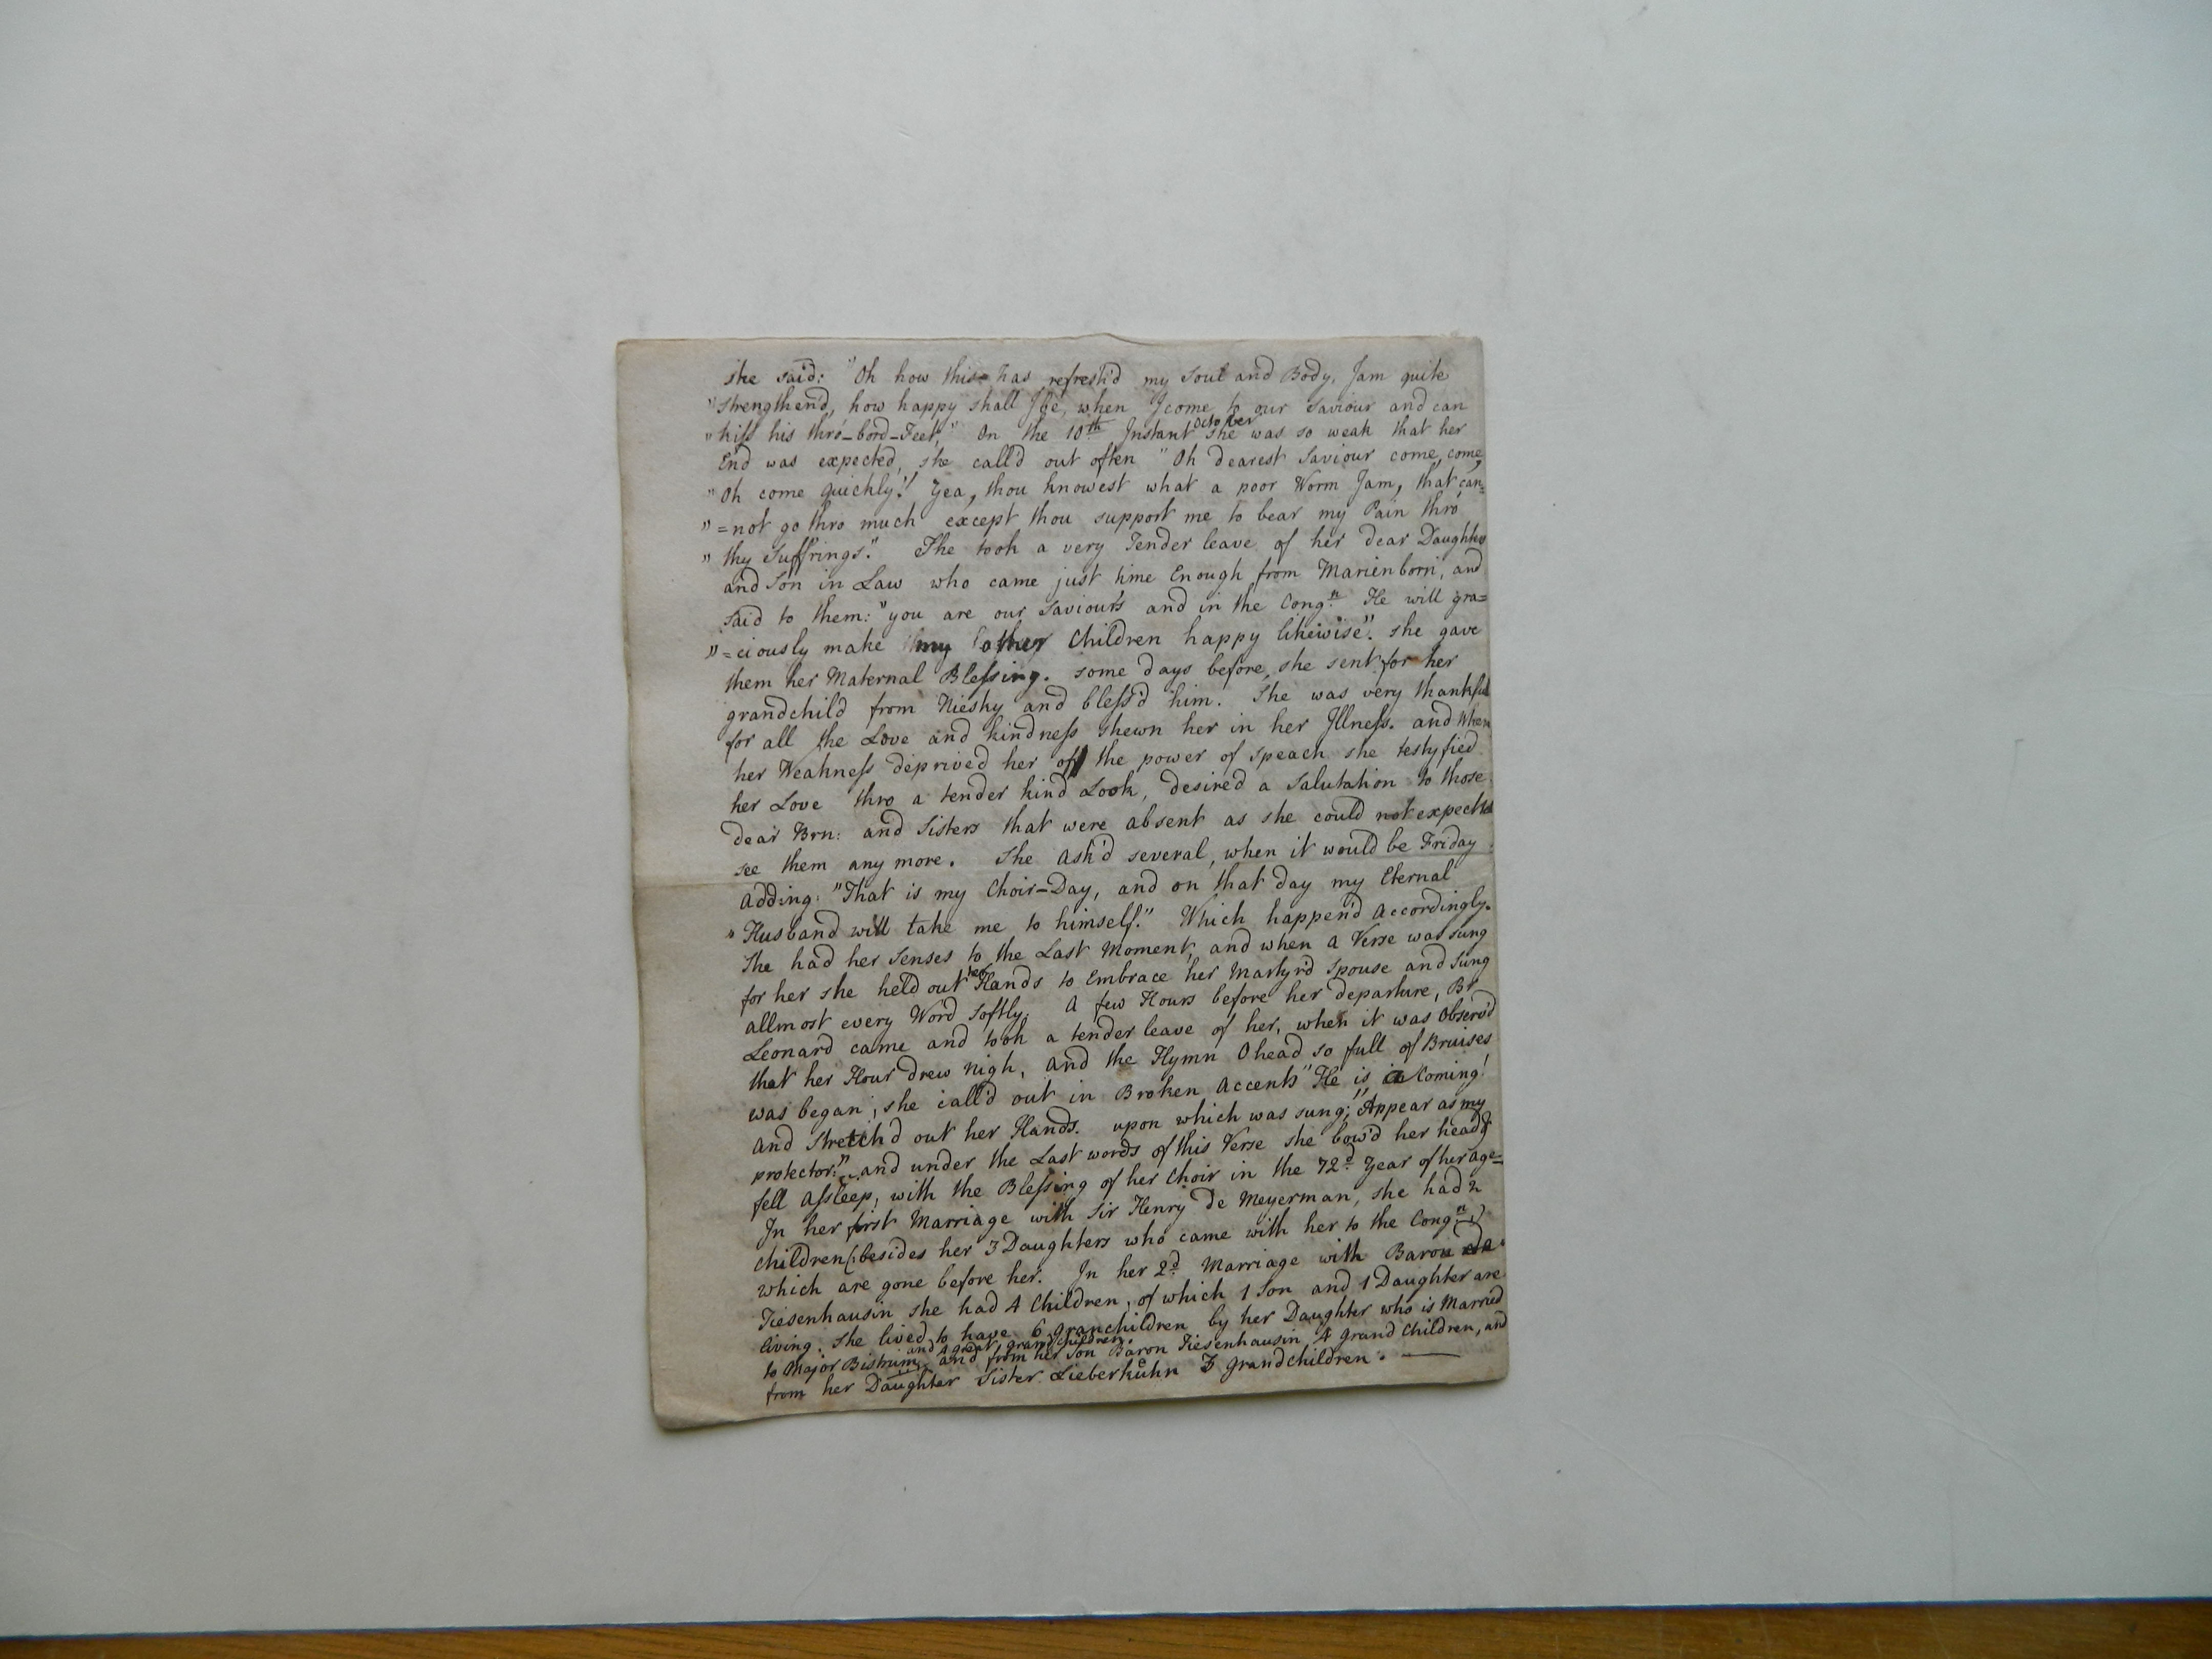 she said: "Oh how this has refresh'd my Soul and Body, Jam quite
"strengthen'd, how happy shall J be, when J come to our Saviour and can
"kiss his thro'-bor'd-Feet." On the 10th Instant October she was so weak that her
End was expected, she call'd out often "Oh dearest Saviour come, come,
"Oh come quickly!" Yea, thou knowest what a poor Worm Jam, that can=
"=not go thro' much except thou support me to bear my Pain thro'
"thy Suff'rings." She took a very Tender leave of her dear Daughter
and Son in Law who came just time Enough from Marienborn, and
said to them: "you are our Saviour's and in the Cong.n He will gra=
"=ciously make my other Children happy likewise". she gave
them her Maternal Blessing. some days before, she sent for her
grandchild from Niesky and bless'd him. She was very thankful
for all the Love and kindness shewn her in her Jllness. and when
her Weakness deprived her of the power of speach she testyfied
her Love thro a tender kind Look, desired a Salutation to those
dear Brn: and Sisters that were absent as she could not expect to
see them any more. She ask'd several, when it would be Friday
adding: "That is my Choir-Day, and on that day my Eternal
"Husband will take me to himself." Which happen'd accordingly.
She had her Senses to the Last Moment, and when a Verse was sung
for her she held out her Hands to Embrace her Martyr'd Spouse and Sung
allmost every Word softly. A few Hours before her departure, Br
Leonard came and took a tender leave of her, when it was Observ'd
that her Hour drew nigh, and the Hymn O head so full of Bruises
was began, she call'd out in Broken Accents "He is a Coming!
and stretch'd out her Hands. upon which was sung; "Appear as my
protector." and under the Last words of this Verse she bow'd her head &
fell assleep, with the Blessing of her Choir in the 72d Year of her age=
Jn her first Marriage with Sir Henry De Meyerman, she had 2
Children (:besides her 3 Daughters who came with her to the Cong.n:)
which are gone before her. Jn her 2d Marriage with Baron de
Tiesenhausin she had 4 Children, of which 1 Son and 1 Daughter are
living. she lived to have 6 granchildren by her Daughter who is Married
to Major Bistrum, and 4 great grandchildren. and from her Son Baron Tiesenhausin 4 grand Children, and
from her Daughter Sister Lieberkühn 3 grandchildren. —